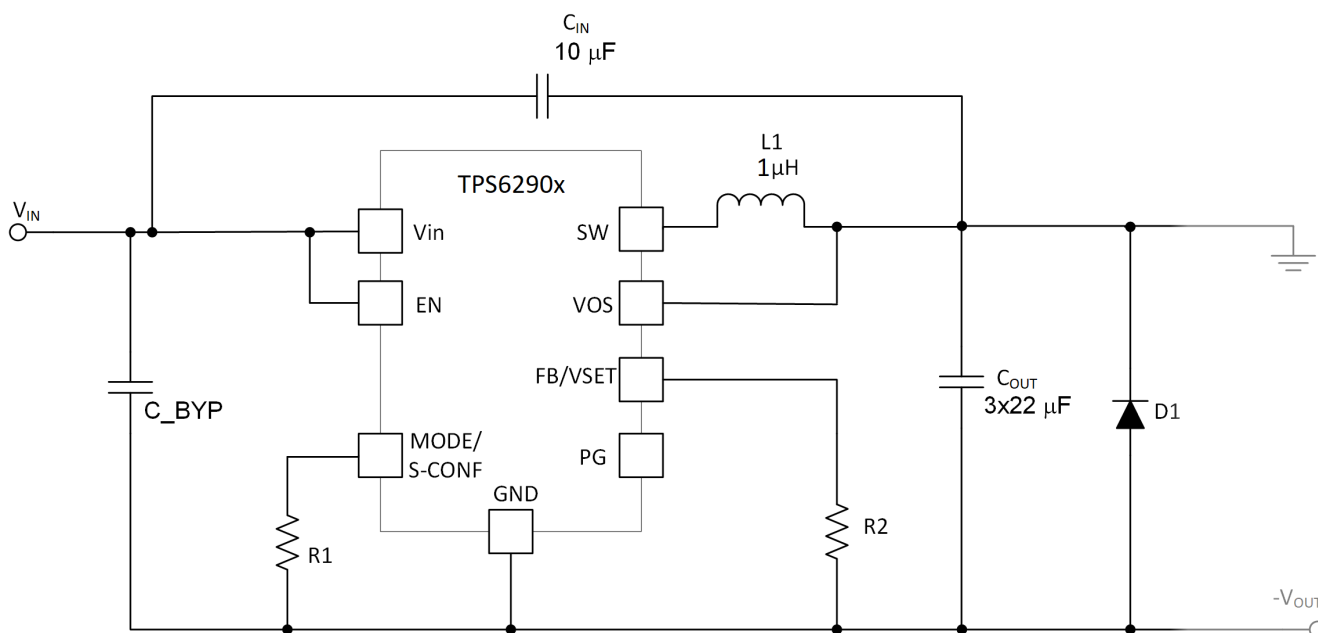 C_IN
10 μF
L1
1μH
TPS6290x
V_IN
Vin
SW
EN
VOS
FB/VSET
C_OUT
3x22 μF
C_BYP
D1
MODE/
S-CONF
PG
GND
R1
R2
-V_OUT